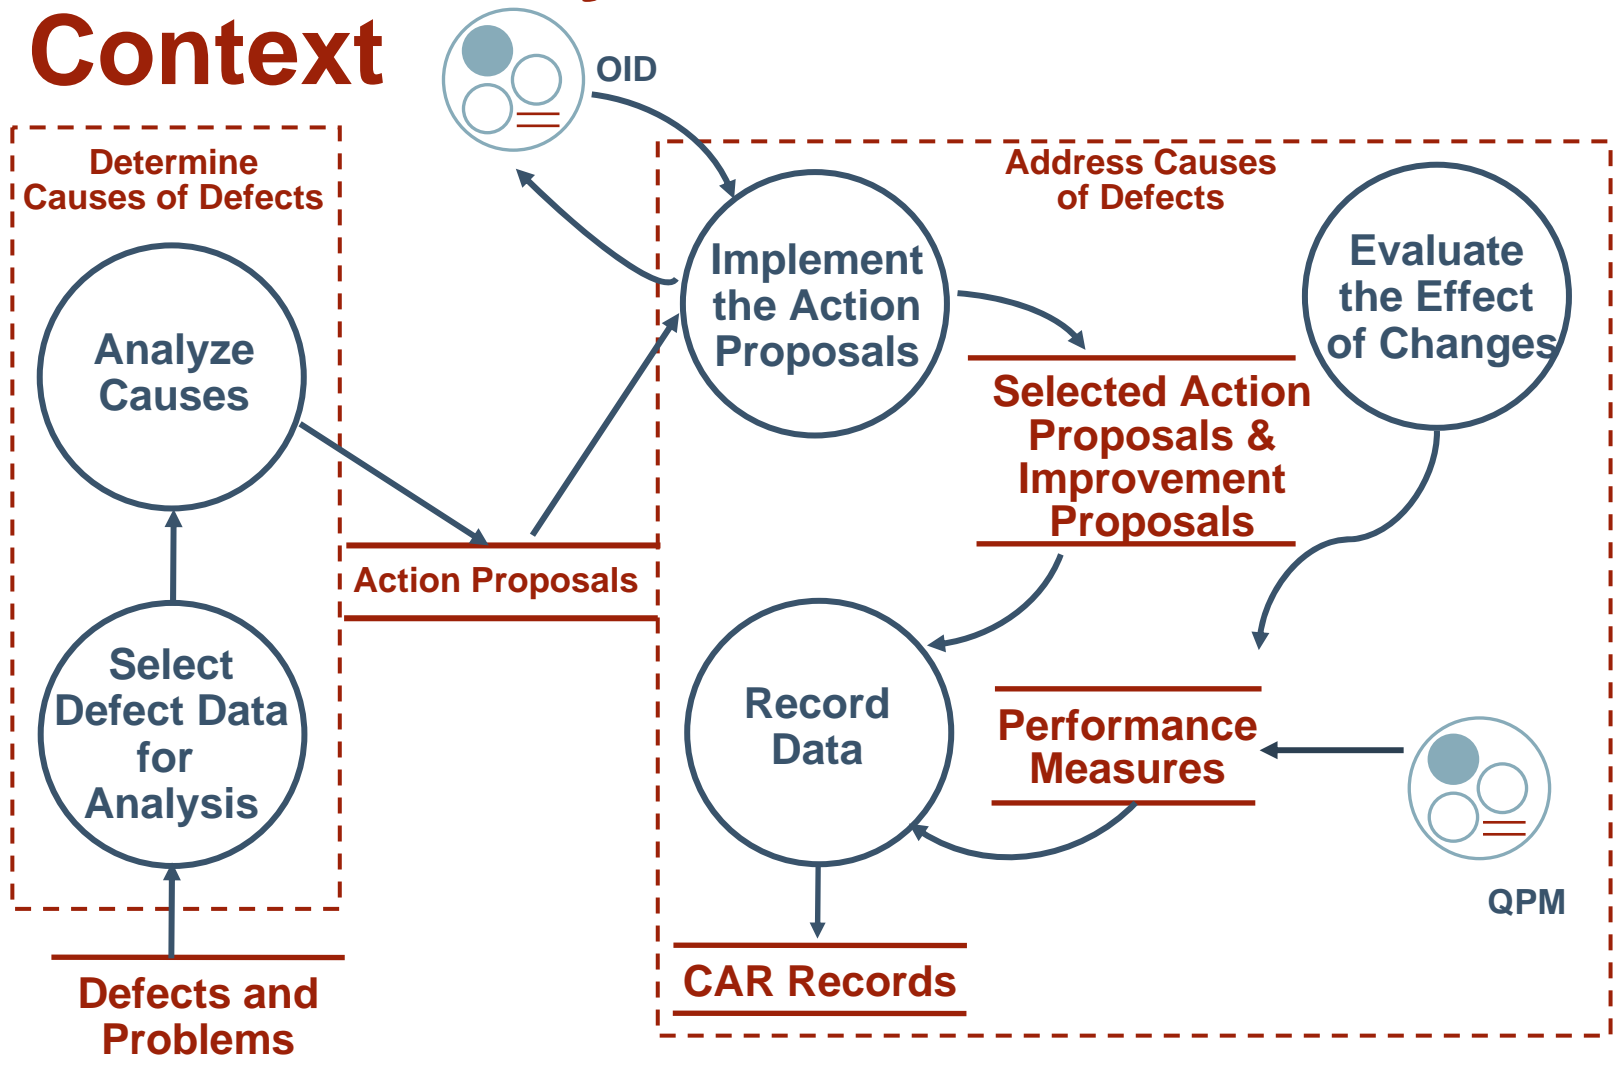 Context
OID
Determine
Causes of Defects
Address Causes
of Defects
Implement
the Action
Proposals
Evaluate
the Effect
of Changes
Analyze
Causes
Selected Action
Proposals &
Improvement
Proposals
Action Proposals
Select
Defect Data
for
Analysis
Record
Data
Performance
Measures
QPM
CAR Records
Defects and
Problems